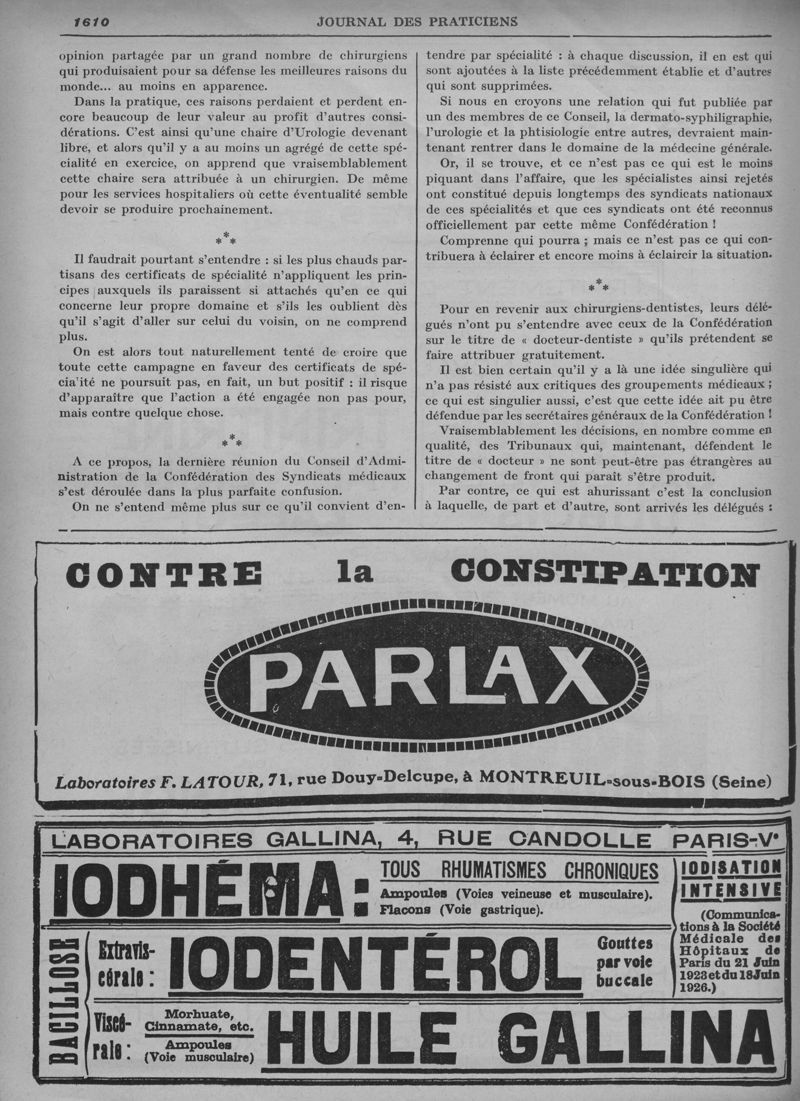 1610
JOURNAL DES PRATICIENS
opinion partagée par un grand nombre de chirurgiens
qui produisaient pour sa défense les meilleures raisons du
monde... au moins en apparence.
Dans la pratique, ces raisons perdaient et perdent en-
core beaucoup de leur valeur au profit d'autres consi-
dérations. C'est ainsi qu'une chaire d'Urologie devenant
libre, et alors qu'il y a au moins un agrégé de cette spé-
cialité en exercice, on apprend que vraisemblablement
cette chaire sera attribuée à un chirurgien. De même
pour les services hospitaliers où cette éventualité semble
devoir se produire prochainement.
*
* *
Il faudrait pourtant s'entendre : si les plus chauds par-
tisans des certificats de spécialité n'appliquent les prin-
cipes auxquels ils paraissent si attachés qu'en ce qui
concerne leur propre domaine et s'ils les oublient dès
qu'il s'agit d'aller sur celui du voisin, on ne comprend
plus.
On est alors tout naturellement tenté de croire que
toute cette campagne en faveur des certificats de spé-
cia'ité ne poursuit pas, en fait, un but positif : il risque
d'apparaître que l'action a été engagée non pas pour,
mais contre quelque chose.
*
* *
A ce propos, la dernière réunion du Conseil d'Admi-
nistration de la Confédération des Syndicats médicaux
s'est déroulée dans la plus parfaite confusion.
On ne s'entend même plus sur ce qu'il convient d'en-
tendre par spécialité : à chaque discussion, il en est qui
sont ajoutées à la liste précédemment établie et d'autres
qui sont supprimées.
Si nous en croyons une relation qui fut publiée par
un des membres de ce Conseil, la dermato-syphiligraphie,
l'urologie et la phtisiologie entre autres, devraient main-
tenant rentrer dans le domaine de la médecine générale.
Or, il se trouve, et ce n'est pas ce qui est le moins
piquant dans l'affaire, que les spécialistes ainsi rejetés
ont constitué depuis longtemps des syndicats nationaux
de ces spécialités et que ces syndicats ont été reconnus
officiellement par cette même Confédération !
Comprenne qui pourra ; mais ce n'est pas ce qui con-
tribuera à éclairer et encore moins à éclaircir la situation.
*
* *
Pour en revenir aux chirurgiens-dentistes, leurs délé-
gués n'ont pu s'entendre avec ceux de la Confédération
sur le titre de « docteur-dentiste » qu'ils prétendent se
faire attribuer gratuitement.
Il est bien certain qu'il y a là une idée singulière qui
n'a pas résisté aux critiques des groupements médicaux ;
ce qui est singulier aussi, c'est que cette idée ait pu être
défendue par les secrétaires généraux de la Confédération !
Vraisemblablement les décisions, en nombre comme en
qualité, des Tribunaux qui, maintenant, défendent le
titre de « docteur » ne sont peut-être pas étrangères au
changement de front qui paraît s'être produit.
Par contre, ce qui est ahurissant c'est la conclusion
à laquelle, de part et d'autre, sont arrivés les délégués :
CONTRE la CONSTIPATION
PARLAX
Laboratoires F. LATOUR, 71, rue Douy-Delcupe, à MONTREUIL-sous-BOIS (Seine)
LABORATOIRES GALLINA, 4, RUE CANDOLLE PARIS-Vᵉ
IODHÉMA :
TOUS RHUMATISMES CHRONIQUES
Ampoules (Voies veineuse et musculaire).
Flacons (Voie gastrique).
IODISATION
INTENSIVE
(Communica-
tions à la Société
Médicale des
Hôpitaux de
Paris du 21 Juin
1923 et du 18 Juin
1926.)
BACILLOSE
Extravis-
cérale :
IODENTÉROL
Gouttes
par voie
buccale
Viscé-
rale :
Morhuate,
Cinnamate, etc.
Ampoules
(Voie musculaire)
HUILE GALLINA